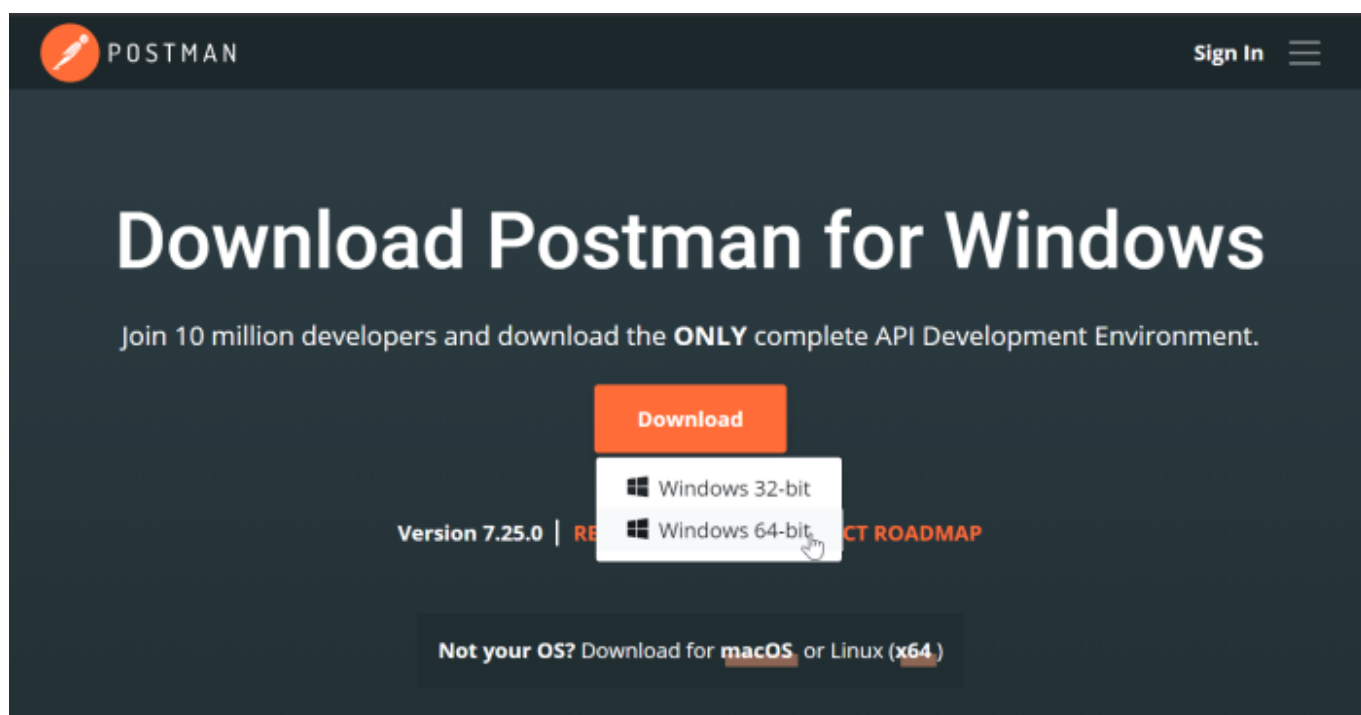 POSTMAN
Sign In
Download Postman for Windows
Join 10 million developers and download the ONLY complete API Development Environment.
Download
Windows 32-bit
Windows 64-bit
Version 7.25.0 | RE CT ROADMAP
Not your OS? Download for macOS or Linux (x64)